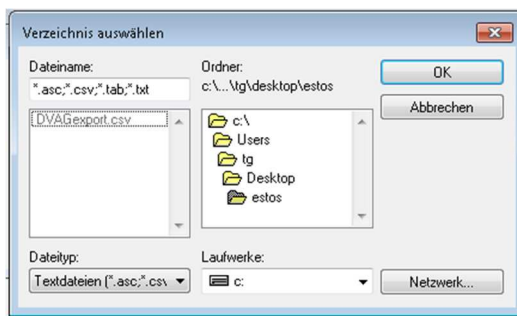 Verzeichnis auswählen
Dateiname:
*.asc;*.csv;*.tab;*.txt
DVAGexport.csv
Ordner:
c:\...\tg\desktop\estos
c:\
Users
tg
Desktop
estos
OK
Abbrechen
Dateityp:
Textdateien (*.asc;*.csv
Laufwerke:
c:
Netzwerk...